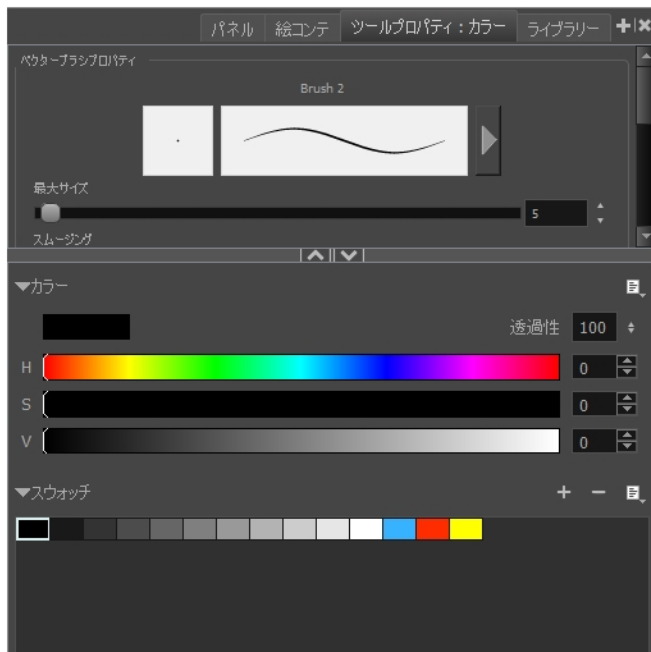 パネル 絵コンテ ツールプロパティ：カラー ライブラリー
ベクターブラシプロパティ
Brush 2
最大サイズ
5
スムージング
カラー
透過性 100
H 0
S 0
V 0
スウォッチ